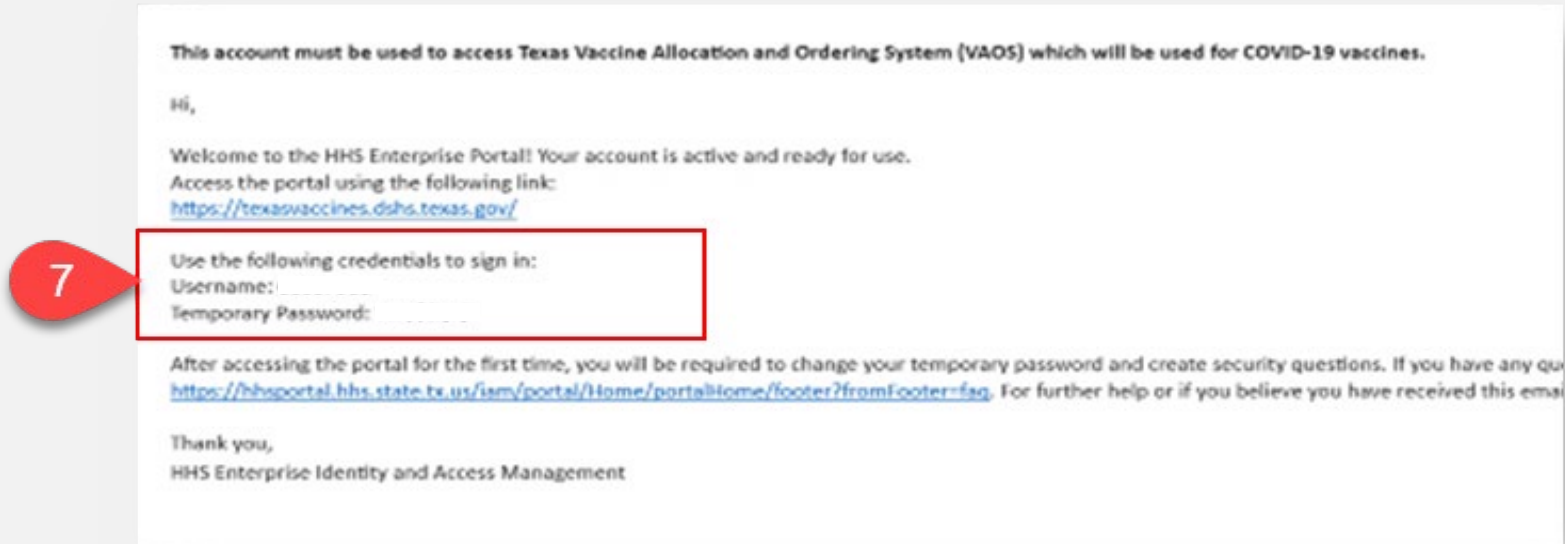 This account must be used to access Texas Vaccine Allocation and Ordering System (VAOS) which will be used for COVID-19 vaccines.
Hi,
Welcome to the HHS Enterprise Portal! Your account is active and ready for use.
Access the portal using the following link:
https://texasvaccines.dshs.texas.gov/
7
Use the following credentials to sign in:
Username:
Temporary Password:
After accessing the portal for the first time, you will be required to change your temporary password and create security questions. If you have any qu
https://hhsportal.hhs.state.tx.us/iam/portal/Home/portalHome/footer?fromFooter=faq. For further help or if you believe you have received this emai
Thank you,
HHS Enterprise Identity and Access Management